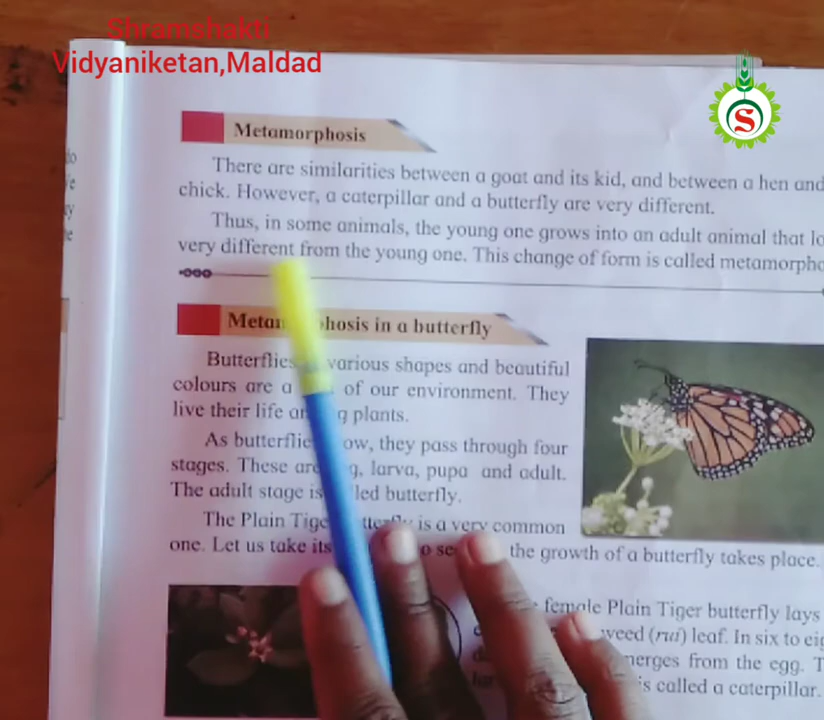 Shramshakti
Vidyaniketan,Maldad
S
Metamorphosis
There are similarities between a goat and its kid, and between a hen and
chick. However, a caterpillar and a butterfly are very different.
Thus, in some animals, the young one grows into an adult animal that
very different from the young one. This change of form is called
Metamorphosis in a butterfly
Butterflies various shapes and beautiful
colours are a of our environment. They
live their life plants.
As butterflies, they pass through four
stages. These are, larva, pupa and adult.
The adult stage is butterfly.
The Plain Tiger butterfly is a very common
one. Let us take its the growth of a butterfly takes place.
female Plain Tiger butterfly lays
leaf. In six to
from the egg.
is called a caterpillar.